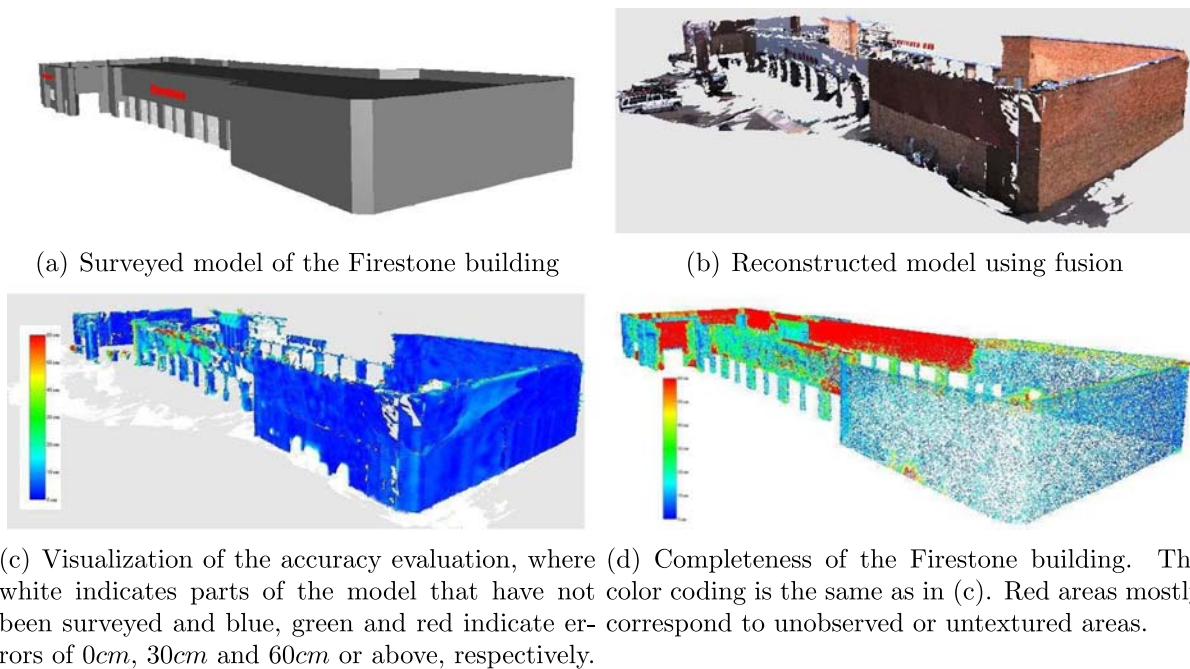 (a) Surveyed model of the Firestone building
(b) Reconstructed model using fusion
(c) Visualization of the accuracy evaluation, where
white indicates parts of the model that have not
been surveyed and blue, green and red indicate er-
rors of 0cm, 30cm and 60cm or above, respectively.
(d) Completeness of the Firestone building. Th
color coding is the same as in (c). Red areas mostly
correspond to unobserved or untextured areas.